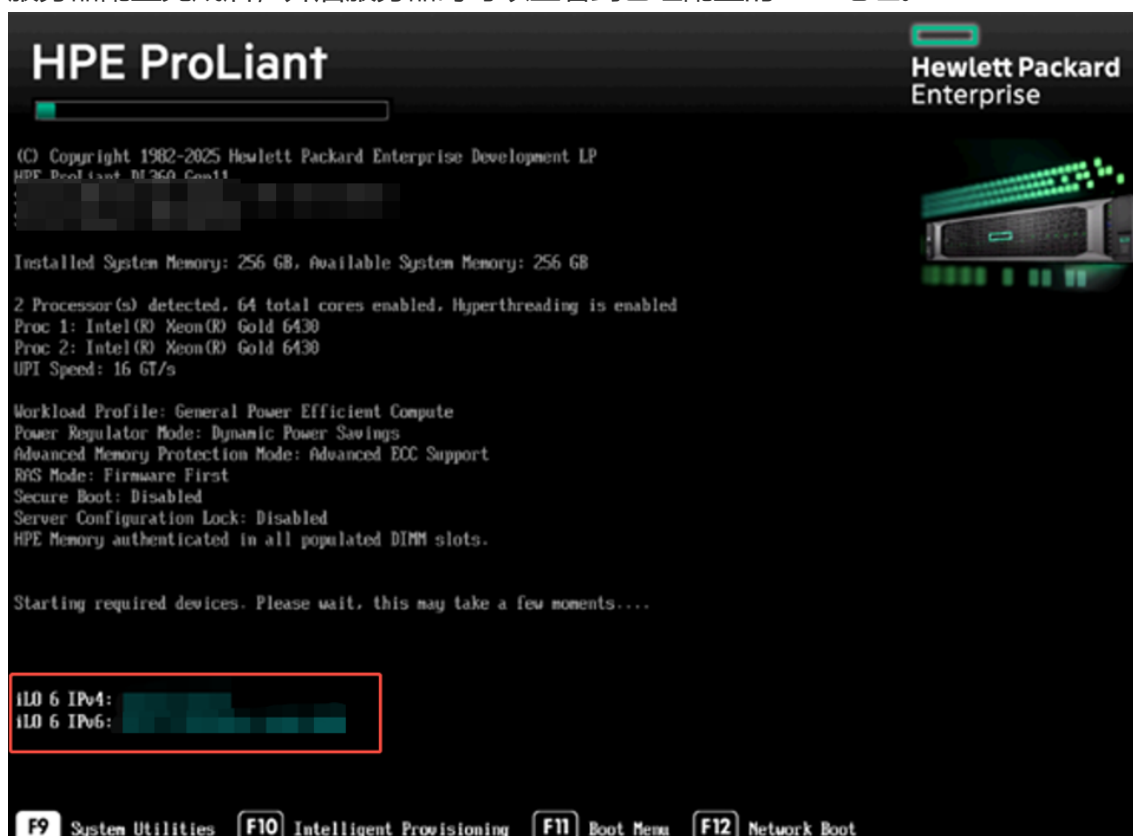 HPE ProLiant
Hewlett Packard
Enterprise
(C) Copyright 1982-2025 Hewlett Packard Enterprise Development LP
HPE ProLiant DL360 Gen11
Installed System Memory: 256 GB, Available System Memory: 256 GB
2 Processor(s) detected, 64 total cores enabled, Hyperthreading is enabled
Proc 1: Intel(R) Xeon(R) Gold 6430
Proc 2: Intel(R) Xeon(R) Gold 6430
UPI Speed: 16 GT/s
Workload Profile: General Power Efficient Compute
Power Regulator Mode: Dynamic Power Savings
Advanced Memory Protection Mode: Advanced ECC Support
RAS Mode: Firmware First
Secure Boot: Disabled
Server Configuration Lock: Disabled
HPE Memory authenticated in all populated DIMM slots.
Starting required devices. Please wait, this may take a few moments....
iLO 6 IPv4:
iLO 6 IPv6:
F9 System Utilities F10 Intelligent Provisioning F11 Boot Menu F12 Network Boot